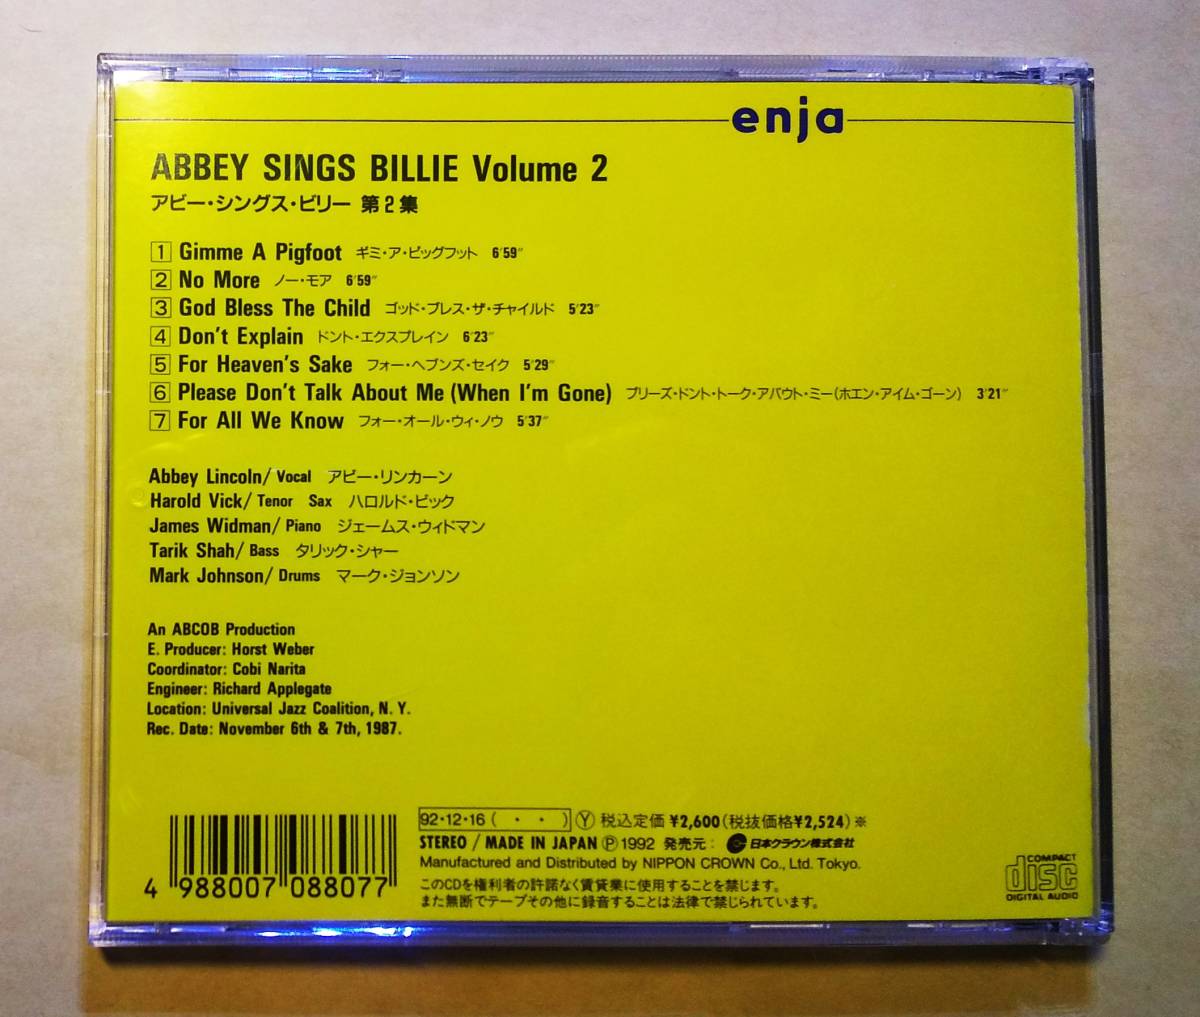 enja
ABBEY SINGS BILLIE Volume 2
アビー・シングス・ビリー 第2集
1 Gimme A Pigfoot ギミ・ア・ピッグフット 6'59"
2 No More ノー・モア 6'59"
3 God Bless The Child ゴッド・ブレス・ザ・チャイルド 5'23"
4 Don't Explain ドント・エクスプレイン 6'23"
5 For Heaven's Sake フォー・ヘブンズ・セイク 5'29"
6 Please Don't Talk About Me (When I'm Gone) プリーズ・ドント・トーク・アバウト・ミー(ホエン・アイム・ゴーン) 3'21"
7 For All We Know フォー・オール・ウィ・ノウ 5'37"
Abbey Lincoln/ Vocal アビー・リンカーン
Harold Vick/ Tenor Sax ハロルド・ビック
James Widman/ Piano ジェームス・ウィドマン
Tarik Shah/ Bass タリック・シャー
Mark Johnson/ Drums マーク・ジョンソン
An ABCOB Production
E. Producer: Horst Weber
Coordinator: Cobi Narita
Engineer: Richard Applegate
Location: Universal Jazz Coalition, N. Y.
Rec. Date: November 6th & 7th, 1987.
92・12・16 ( ・ ・ ) Ⓨ 税込定価 ¥2,600(税抜価格¥2,524)※
STEREO / MADE IN JAPAN Ⓟ1992 発売元: 日本クラウン株式会社
Manufactured and Distributed by NIPPON CROWN Co., Ltd. Tokyo.
このCDを権利者の許諾なく賃貸業に使用することを禁じます。
また無断でテープその他に録音することは法律で禁じられています。
4 988007 088077
COMPACT
disc
DIGITAL AUDIO